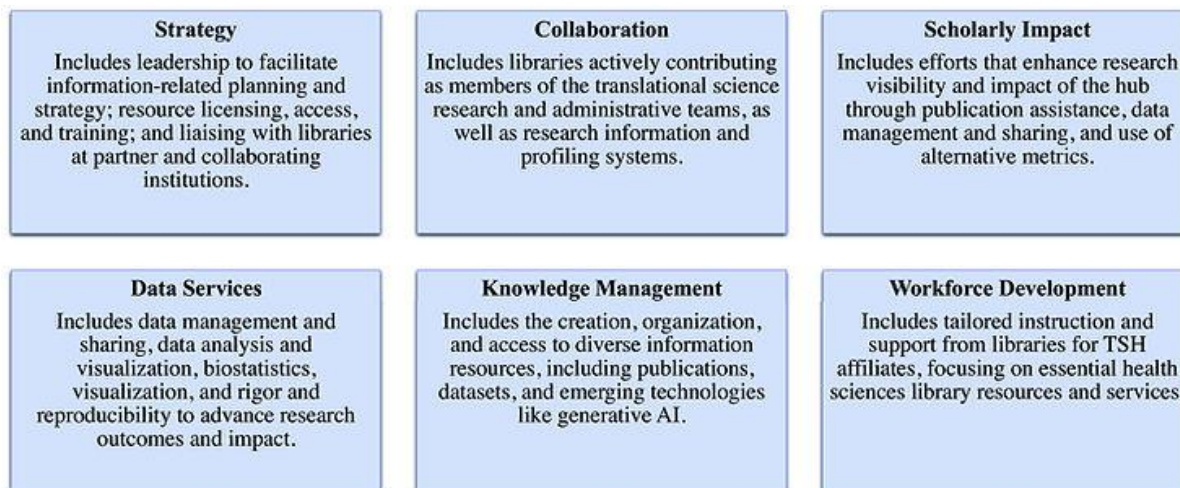 Strategy
Includes leadership to facilitate
information-related planning and
strategy; resource licensing, access,
and training; and liaising with libraries
at partner and collaborating
institutions.
Collaboration
Includes libraries actively contributing
as members of the translational science
research and administrative teams, as
well as research information and
profiling systems.
Scholarly Impact
Includes efforts that enhance research
visibility and impact of the hub
through publication assistance, data
management and sharing, and use of
alternative metrics.
Data Services
Includes data management and
sharing, data analysis and
visualization, biostatistics,
visualization, and rigor and
reproducibility to advance research
outcomes and impact.
Knowledge Management
Includes the creation, organization,
and access to diverse information
resources, including publications,
datasets, and emerging technologies
like generative AI.
Workforce Development
Includes tailored instruction and
support from libraries for TSH
affiliates, focusing on essential health
sciences library resources and services